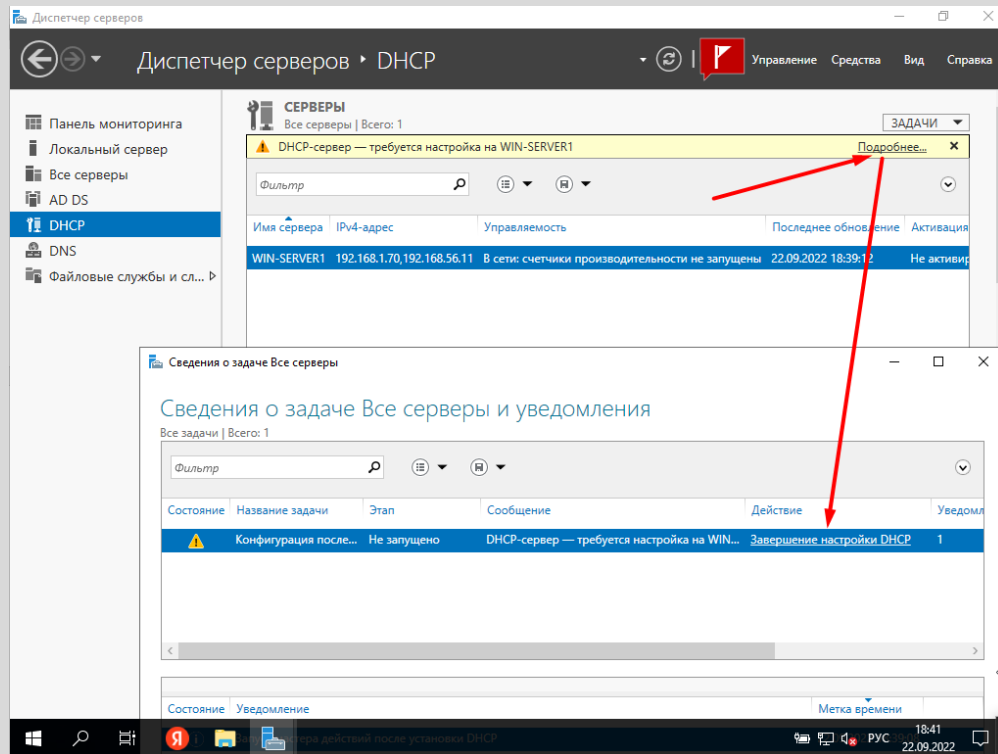 Диспетчер серверов
Диспетчер серверов ‣ DHCP
Управление Средства Вид Справка
Панель мониторинга
Локальный сервер
Все серверы
AD DS
DHCP
DNS
Файловые службы и сл...
СЕРВЕРЫ
Все серверы | Всего: 1
ЗАДАЧИ
DHCP-сервер — требуется настройка на WIN-SERVER1 Подробнее...
Фильтр
Имя сервера IPv4-адрес Управляемость Последнее обновление Активация
WIN-SERVER1 192.168.1.70,192.168.56.11 В сети: счетчики производительности не запущены 22.09.2022 18:39:12 Не активир
Сведения о задаче Все серверы
Сведения о задаче Все серверы и уведомления
Все задачи | Всего: 1
Фильтр
Состояние Название задачи Этап Сообщение Действие Уведомл
Конфигурация после... Не запущено DHCP-сервер — требуется настройка на WIN... Завершение настройки DHCP 1
Состояние Уведомление Метка времени
мастера действий после установки DHCP
Я
РУС
18:41
22.09.2022